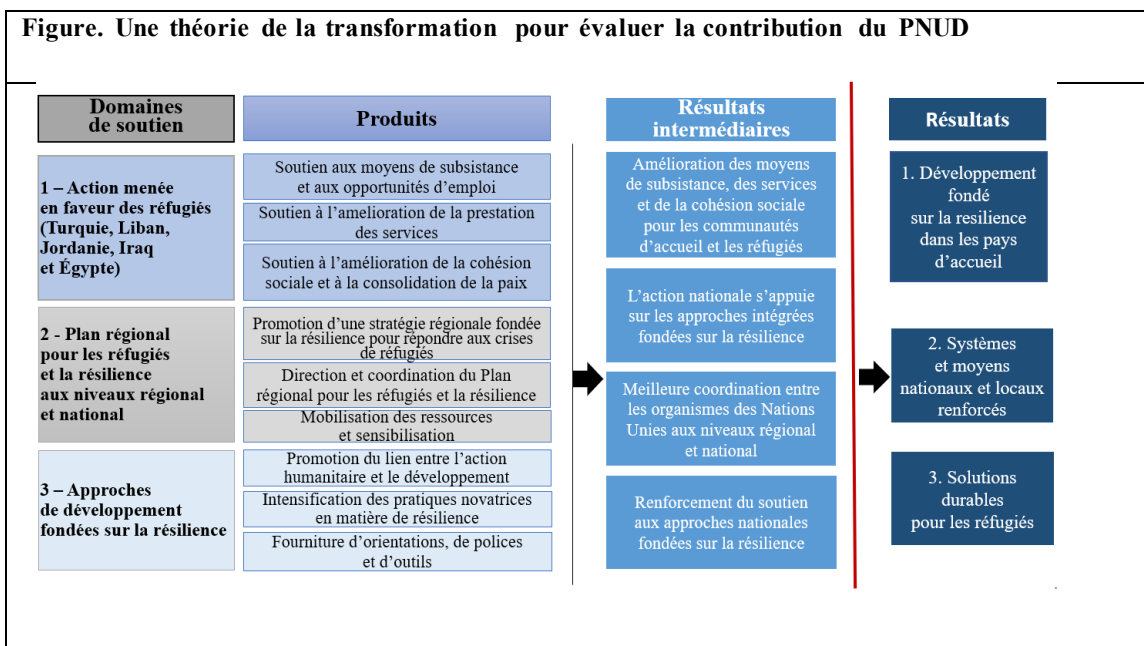 Figure. Une théorie de la transformation pour évaluer la contribution du PNUD
Domaines
de soutien
Produits
Résultats
intermédiaires
Résultats
1 – Action menée
en faveur des réfugiés
(Turquie, Liban,
Jordanie, Iraq
et Égypte)
Soutien aux moyens de subsistance
et aux opportunités d’emploi
Soutien à l’amelioration de la prestation
des services
Soutien à l’amélioration de la cohésion
sociale et à la consolidation de la paix
2 - Plan régional
pour les réfugiés
et la résilience
aux niveaux régional
et national
Promotion d’une stratégie régionale fondée
sur la résilience pour répondre aux crises
de réfugiés
Direction et coordination du Plan
régional pour les réfugiés et la résilience
Mobilisation des ressources
et sensibilisation
3 – Approches
de développement
fondées sur la résilience
Promotion du lien entre l’action
humanitaire et le développement
Intensification des pratiques novatrices
en matière de résilience
Fourniture d’orientations, de polices
et d’outils
Amélioration des moyens
de subsistance, des services
et de la cohésion sociale
pour les communautés
d’accueil et les réfugiés
L’action nationale s’appuie
sur les approches intégrées
fondées sur la résilience
Meilleure coordination entre
les organismes des Nations
Unies aux niveaux régional
et national
Renforcement du soutien
aux approches nationales
fondées sur la résilience
1. Développement
fondé
sur la resilience
dans les pays
d’accueil
2. Systèmes
et moyens
nationaux et locaux
renforcés
3. Solutions
durables
pour les réfugiés